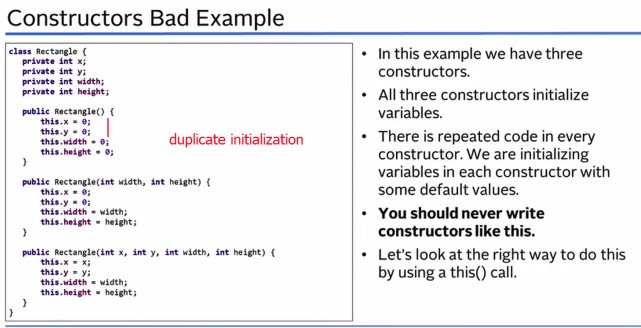 Constructors Bad Example
class Rectangle {
private int x;
private int y;
private int width;
private int height;
public Rectangle() {
this.x = 0;
this.y = 0;
this.width = 0;
this.height = 0;
}
duplicate initialization
public Rectangle(int width, int height) {
this.x = 0;
this.y = 0;
this.width = width;
this.height = height;
}
public Rectangle(int x, int y, int width, int height) {
this.x = x;
this.y = y;
this.width = width;
this.height = height;
}
}
• In this example we have three
constructors.
• All three constructors initialize
variables.
• There is repeated code in every
constructor. We are initializing
variables in each constructor with
some default values.
• You should never write
constructors like this.
• Let's look at the right way to do this
by using a this() call.